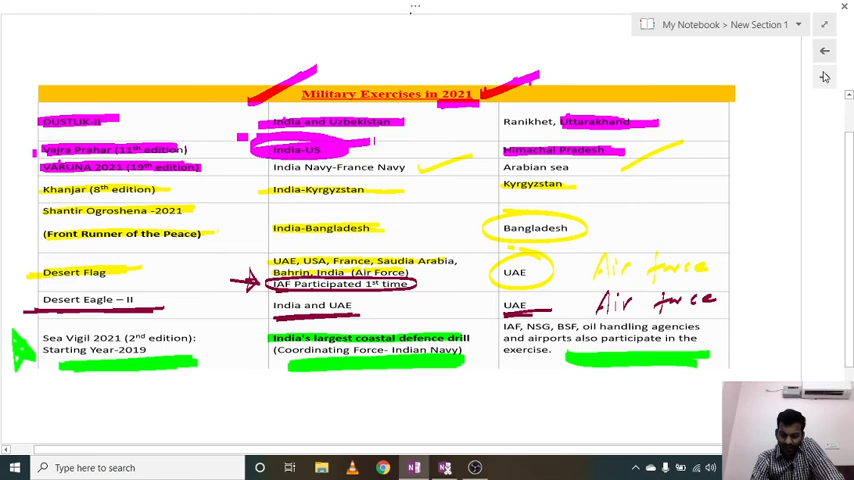 My Notebook > New Section 1
Military Exercises in 2021
DUSTLIK-II India and Uzbekistan Ranikhet, Uttarakhand
Vajra Prahar (11th edition) India-US Himachal Pradesh
VARUNA 2021 (19th edition) India Navy-France Navy Arabian sea
Khanjar (8th edition) India-Kyrgyzstan Kyrgyzstan
Shantir Ogroshena -2021
(Front Runner of the Peace) India-Bangladesh Bangladesh
UAE, USA, France, Saudia Arabia,
Desert Flag Bahrin, India (Air Force) UAE Air force
IAF Participated 1st time
Desert Eagle – II India and UAE UAE Air force
IAF, NSG, BSF, oil handling agencies
Sea Vigil 2021 (2nd edition): India's largest coastal defence drill and airports also participate in the
Starting Year-2019 (Coordinating Force- Indian Navy) exercise.
Type here to search